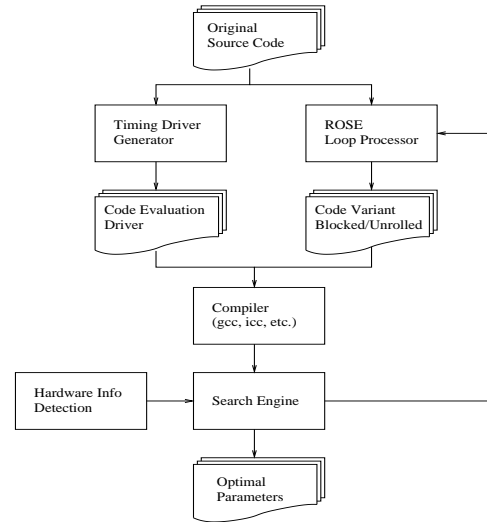 Original
Source Code
Timing Driver
Generator
ROSE
Loop Processor
Code Evaluation
Driver
Code Variant
Blocked/Unrolled
Compiler
(gcc, icc, etc.)
Hardware Info
Detection
Search Engine
Optimal
Parameters